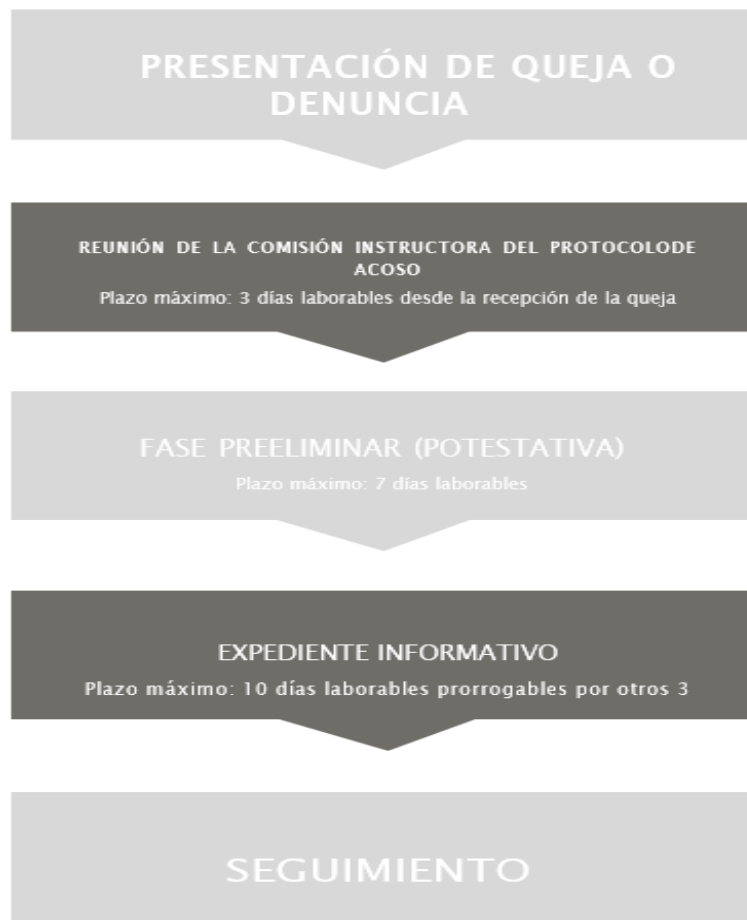 PRESENTACIÓN DE QUEJA O
DENUNCIA
REUNIÓN DE LA COMISIÓN INSTRUCTORA DEL PROTOCOLODE
ACOSO
Plazo máximo: 3 días laborables desde la recepción de la queja
FASE PREELIMINAR (POTESTATIVA)
Plazo máximo: 7 días laborables
EXPEDIENTE INFORMATIVO
Plazo máximo: 10 días laborables prorrogables por otros 3
SEGUIMIENTO